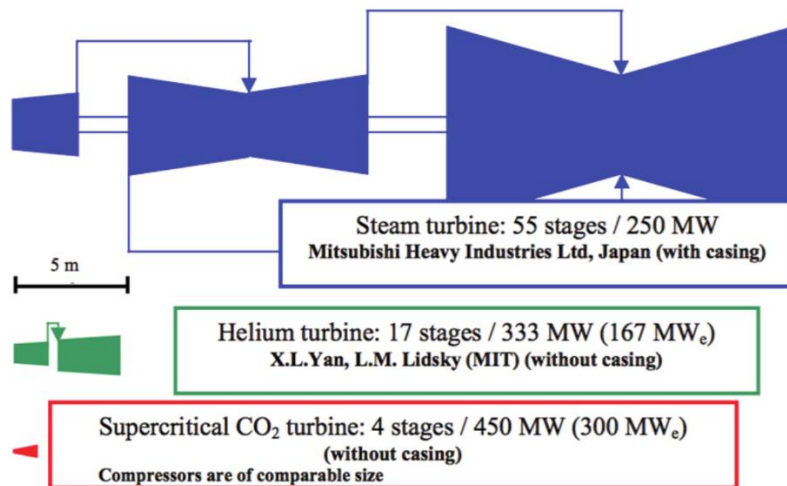 Steam turbine: 55 stages / 250 MW
Mitsubishi Heavy Industries Ltd, Japan (with casing)
5 m
Helium turbine: 17 stages / 333 MW (167 MWₑ)
X.L.Yan, L.M. Lidsky (MIT) (without casing)
Supercritical CO₂ turbine: 4 stages / 450 MW (300 MWₑ)
(without casing)
Compressors are of comparable size